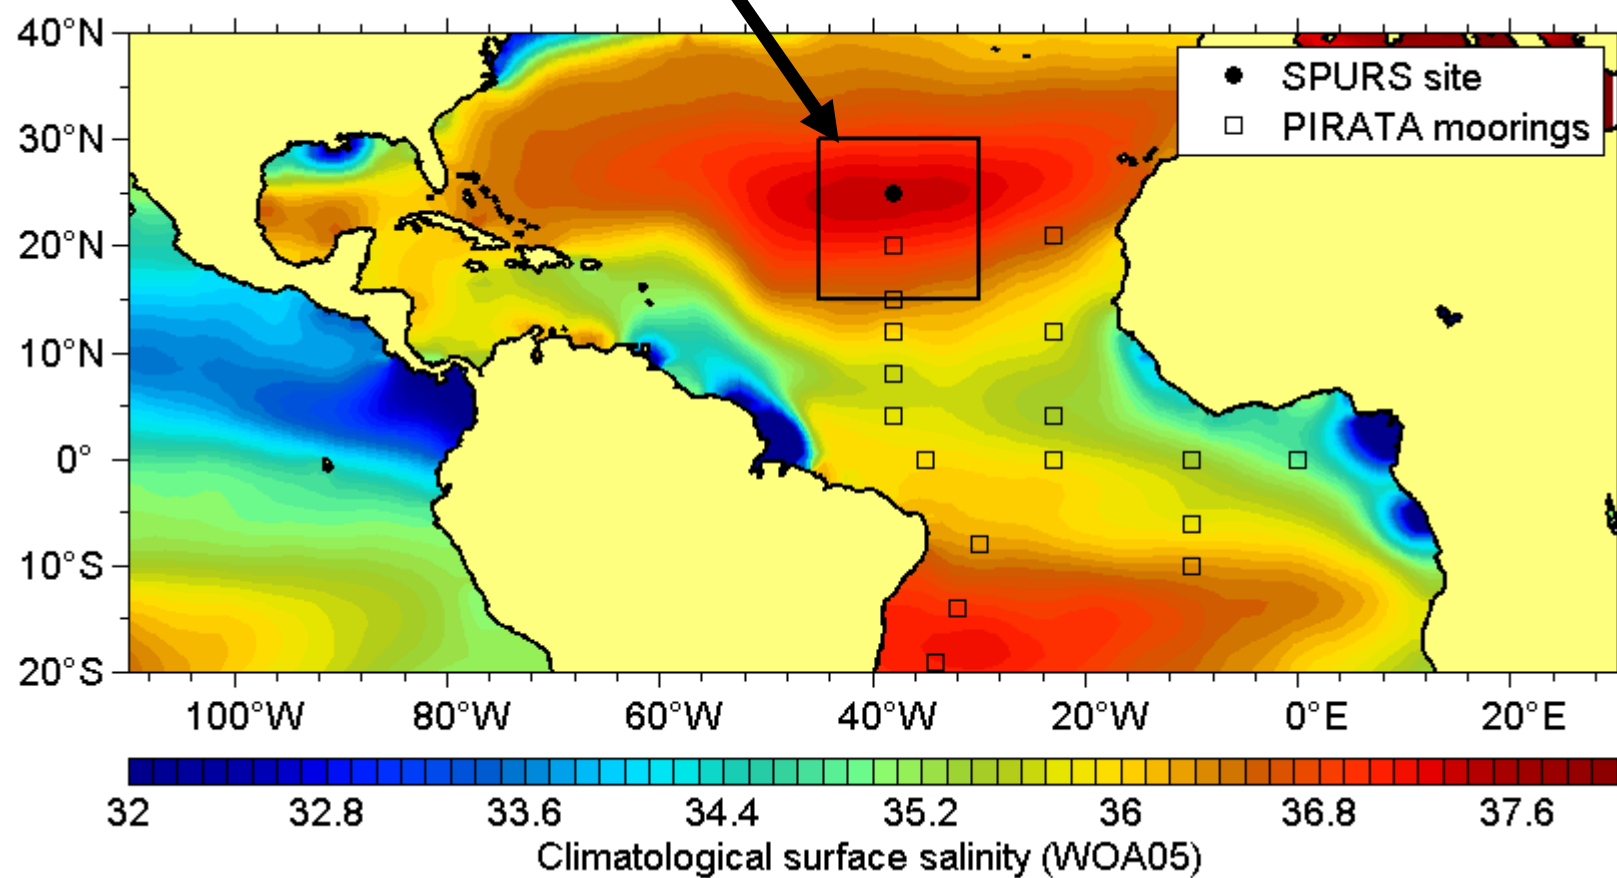 40°N
30°N
20°N
10°N
0°
10°S
20°S
SPURS site
PIRATA moorings
100°W 80°W 60°W 40°W 20°W 0°E 20°E
32 32.8 33.6 34.4 35.2 36 36.8 37.6
Climatological surface salinity (WOA05)